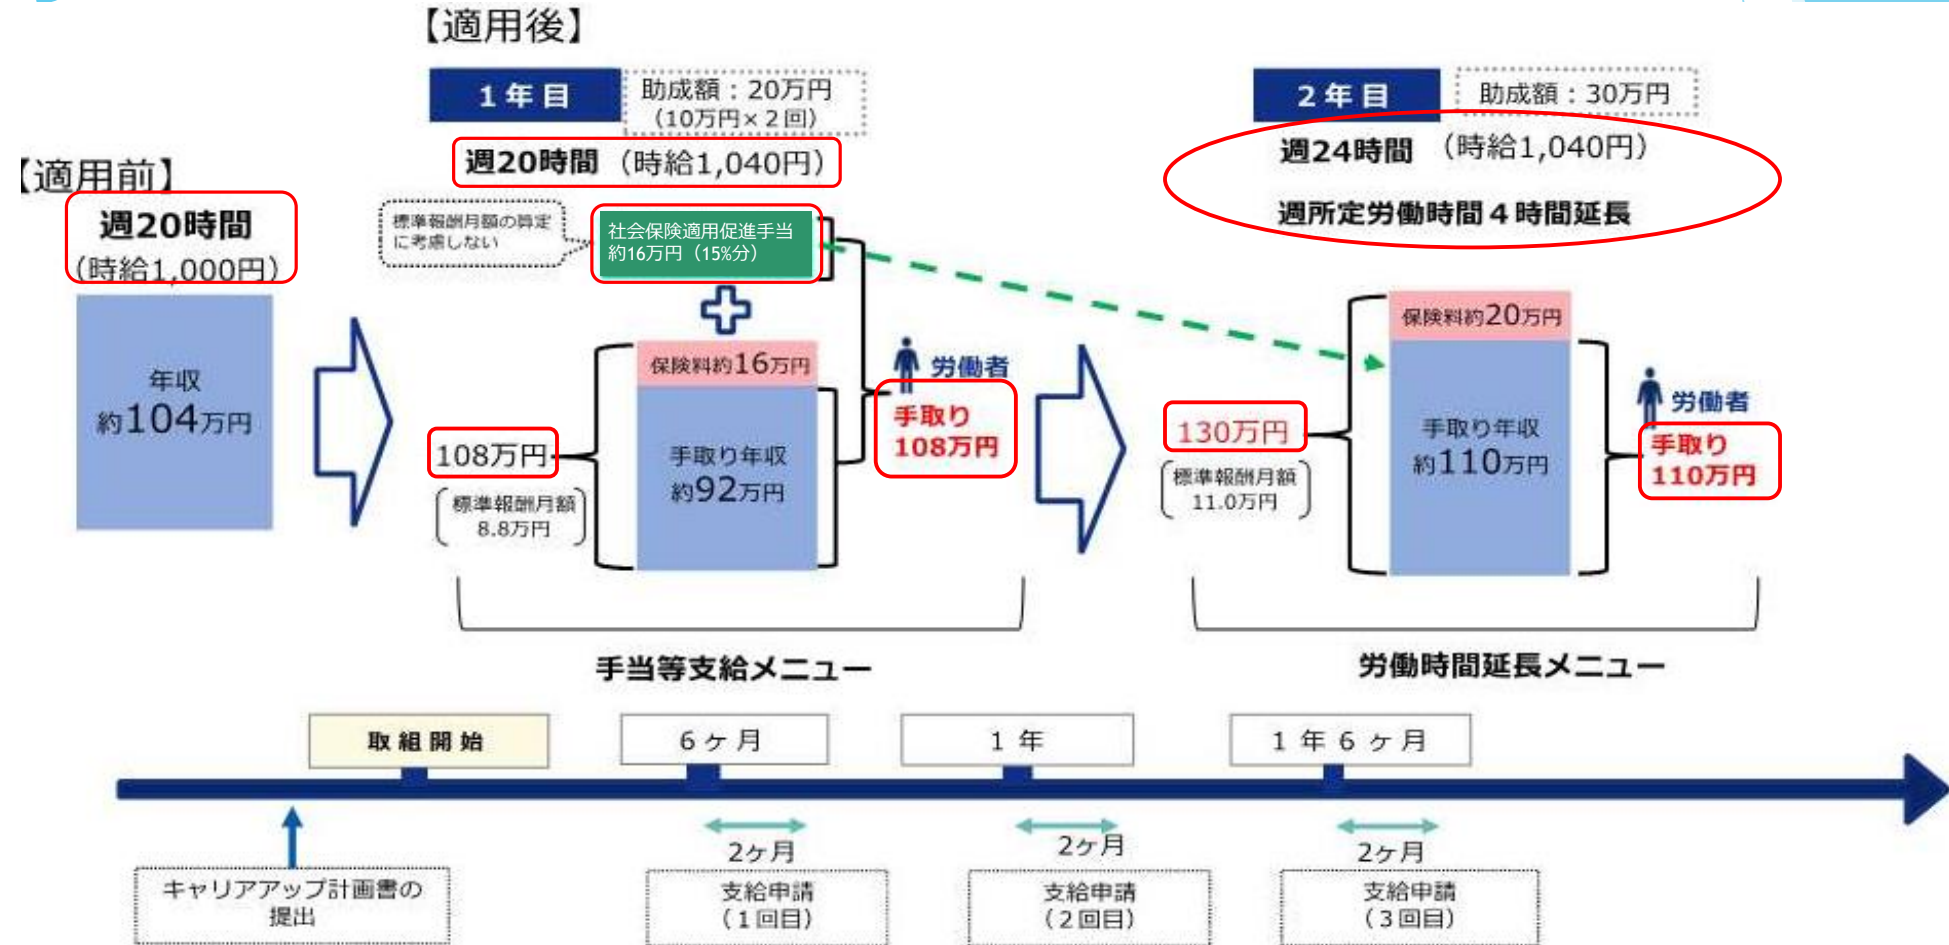 【適用後】
1年目
助成額：20万円
（10万円×2回）
週20時間（時給1,040円）
2年目
助成額：30万円
週24時間（時給1,040円）
週所定労働時間４時間延長
【適用前】
週20時間
（時給1,000円）
標準報酬月額の算定
に考慮しない
社会保険適用促進手当
約16万円（15%分）
年収
約104万円
108万円
（標準報酬月額
8.8万円）
保険料約16万円
手取り年収
約92万円
労働者
手取り
108万円
130万円
（標準報酬月額
11.0万円）
保険料約20万円
手取り年収
約110万円
労働者
手取り
110万円
手当等支給メニュー
労働時間延長メニュー
取組開始
６ヶ月
１年
１年６ヶ月
2ヶ月
2ヶ月
2ヶ月
キャリアアップ計画書の
提出
支給申請
（１回目）
支給申請
（２回目）
支給申請
（３回目）